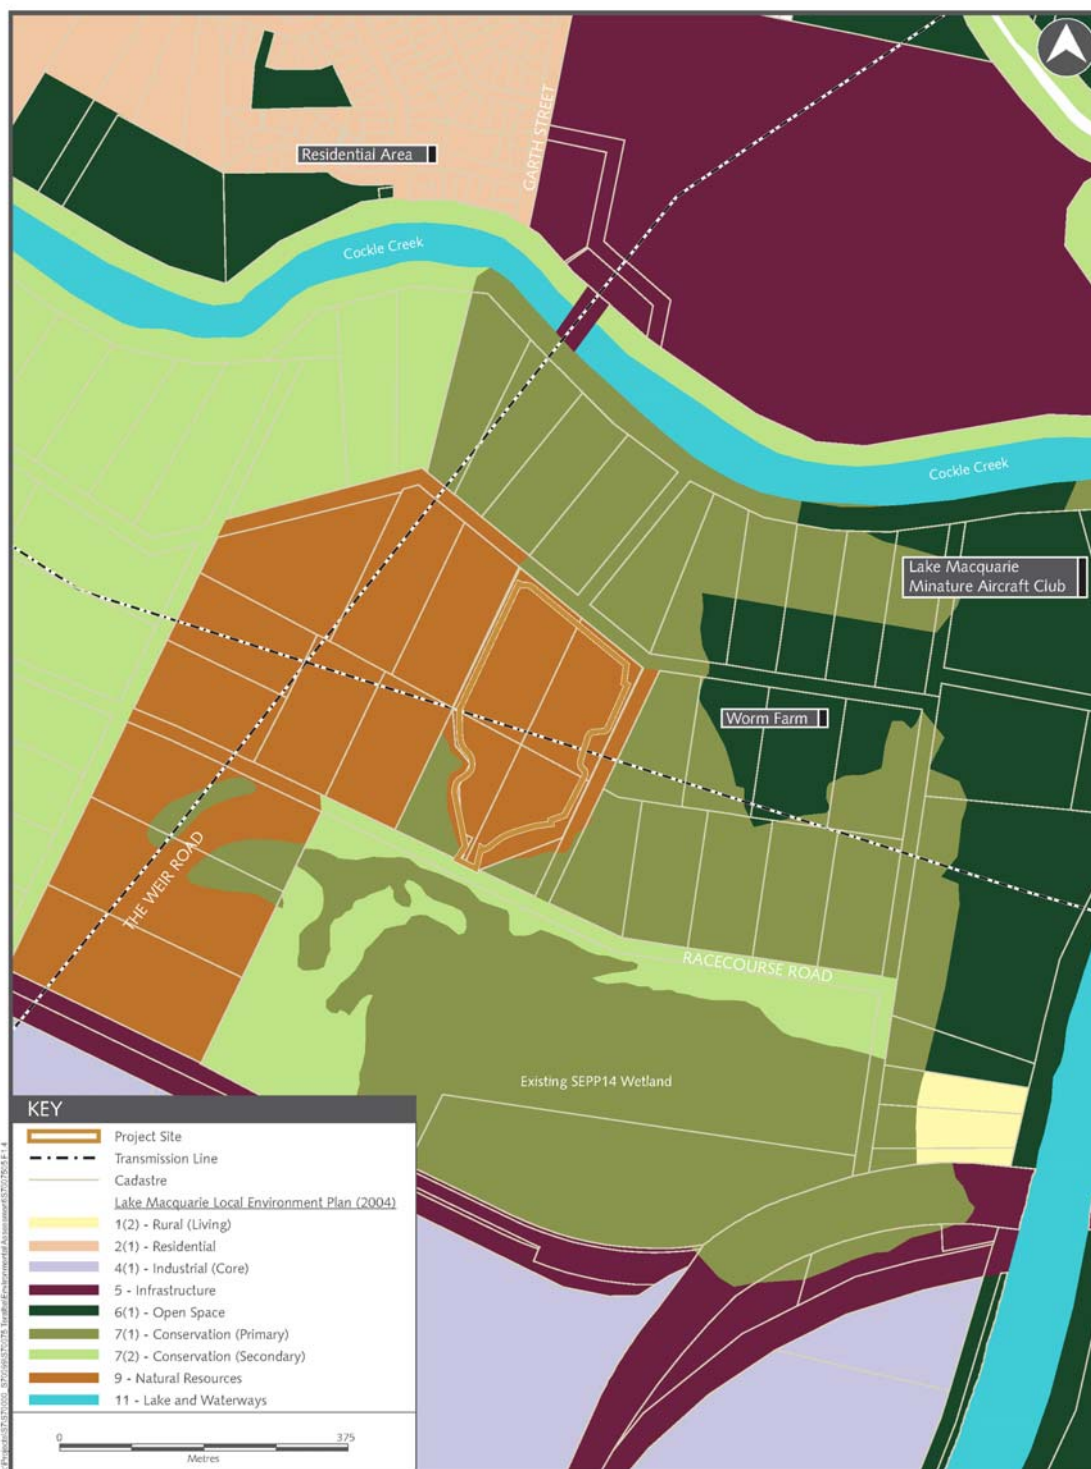 GARTH STREET
Residential Area
Cockle Creek
Cockle Creek
Lake Macquarie
Minature Aircraft Club
Worm Farm
THE WEIR ROAD
RACECOURSE ROAD
Existing SEPP14 Wetland
KEY
Project Site
Transmission Line
Cadastre
Lake Macquarie Local Environment Plan (2004)
1(2) - Rural (Living)
2(1) - Residential
4(1) - Industrial (Core)
5 - Infrastructure
6(1) - Open Space
7(1) - Conservation (Primary)
7(2) - Conservation (Secondary)
9 - Natural Resources
11 - Lake and Waterways
0 375
Metres